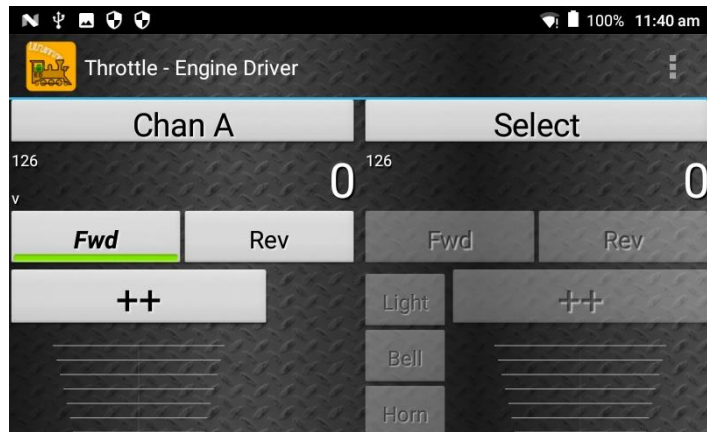 100% 11:40 am
Throttle - Engine Driver
Chan A
Select
126
0
126
0
v
Fwd
Rev
Fwd
Rev
++
Light
++
Bell
Horn